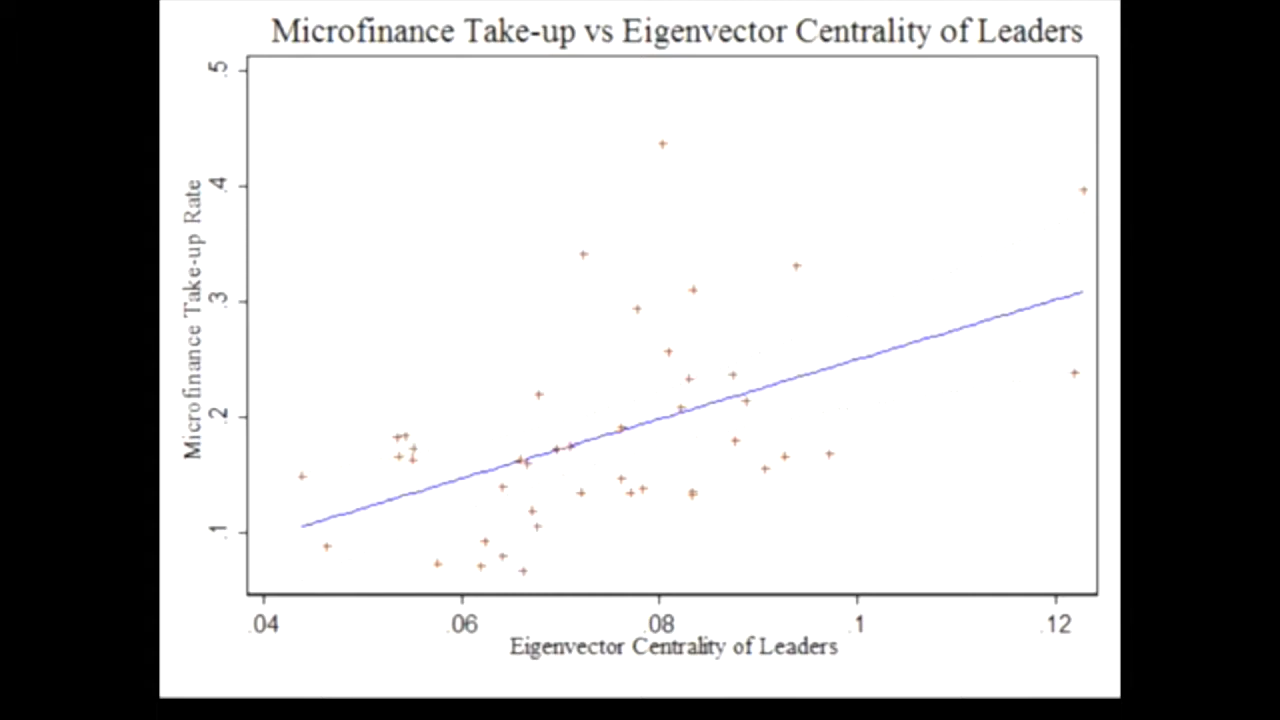 Microfinance Take-up vs Eigenvector Centrality of Leaders
Microfinance Take-up Rate
.5
.4
.3
.2
.1
.04 .06 .08 .1 .12
Eigenvector Centrality of Leaders